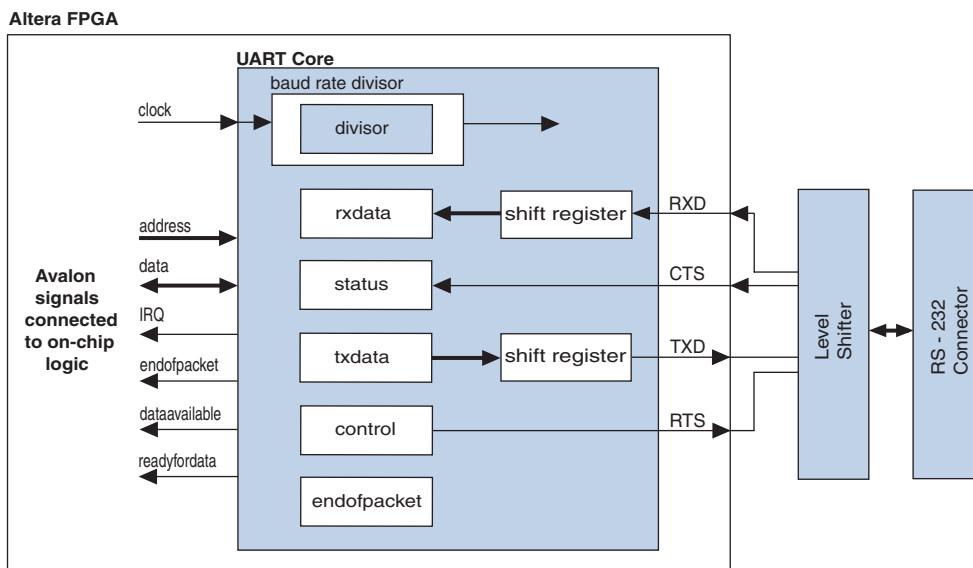 Altera FPGA
UART Core
baud rate divisor
clock
divisor
rxdata
shift register
RXD
address
data
status
CTS
Avalon
signals
connected
to on-chip
logic
IRQ
txdata
shift register
TXD
endofpacket
dataavailable
control
RTS
readyfordata
endofpacket
Level
Shifter
RS - 232
Connector